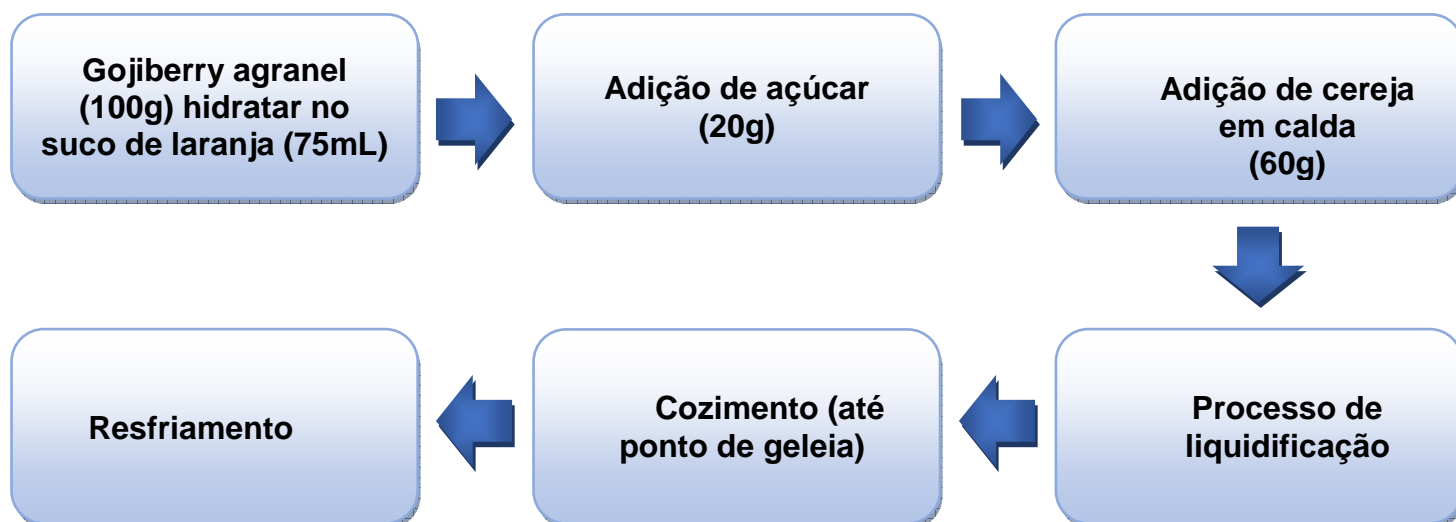 Gojiberry agranel
(100g) hidratar no
suco de laranja (75mL)
Adição de açúcar
(20g)
Adição de cereja
em calda
(60g)
Processo de
liquidificação
Cozimento (até
ponto de geleia)
Resfriamento